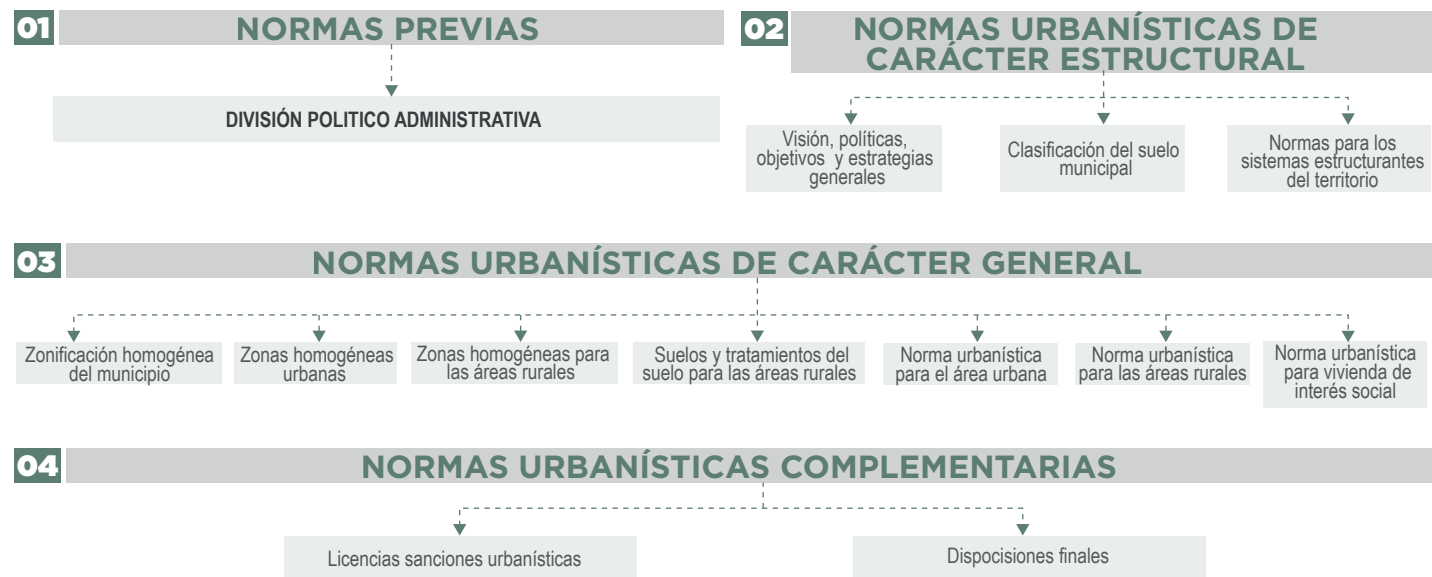 01
NORMAS PREVIAS
DIVISIÓN POLITICO ADMINISTRATIVA
02
NORMAS URBANÍSTICAS DE
CARÁCTER ESTRUCTURAL
Visión, políticas,
objetivos y estrategias
generales
Clasificación del suelo
municipal
Normas para los
sistemas estructurantes
del territorio
03
NORMAS URBANÍSTICAS DE CARÁCTER GENERAL
Zonificación homogénea
del municipio
Zonas homogéneas
urbanas
Zonas homogéneas para
las áreas rurales
Suelos y tratamientos del
suelo para las áreas rurales
Norma urbanística
para el área urbana
Norma urbanística
para las áreas rurales
Norma urbanística
para vivienda de
interés social
04
NORMAS URBANÍSTICAS COMPLEMENTARIAS
Licencias sanciones urbanísticas
Dispocisiones finales